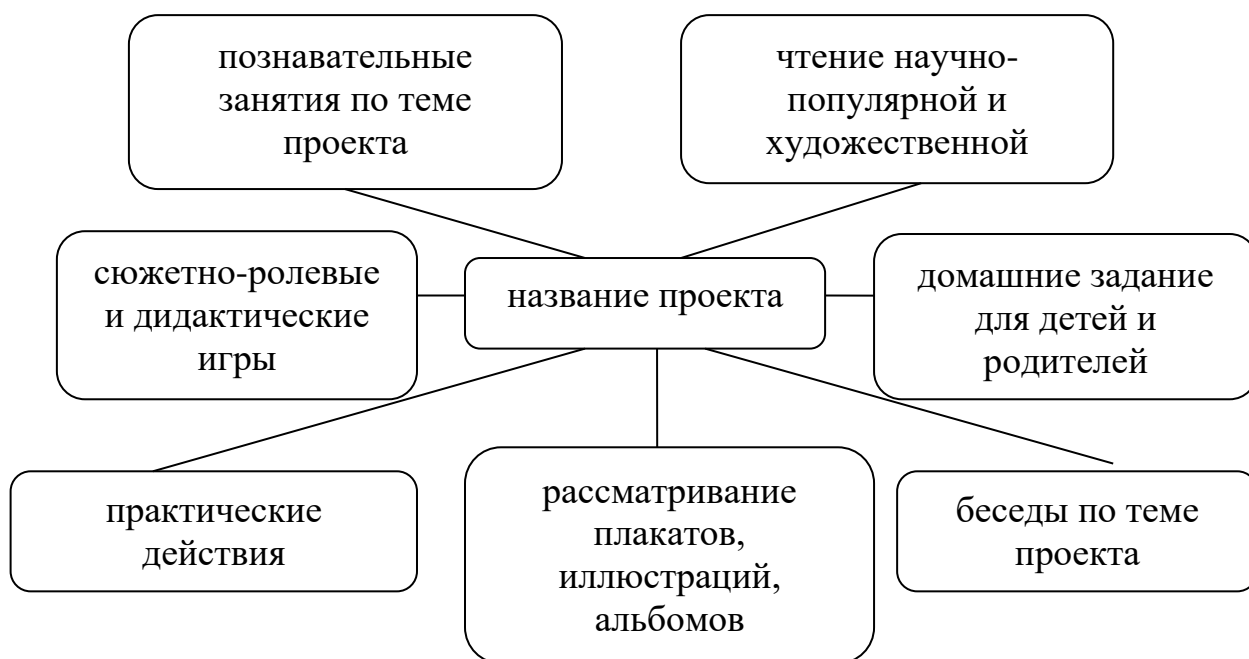 познавательные
занятия по теме
проекта
чтение научно-
популярной и
художественной
сюжетно-ролевые
и дидактические
игры
название проекта
домашние задание
для детей и
родителей
практические
действия
рассматривание
плакатов,
иллюстраций,
альбомов
беседы по теме
проекта